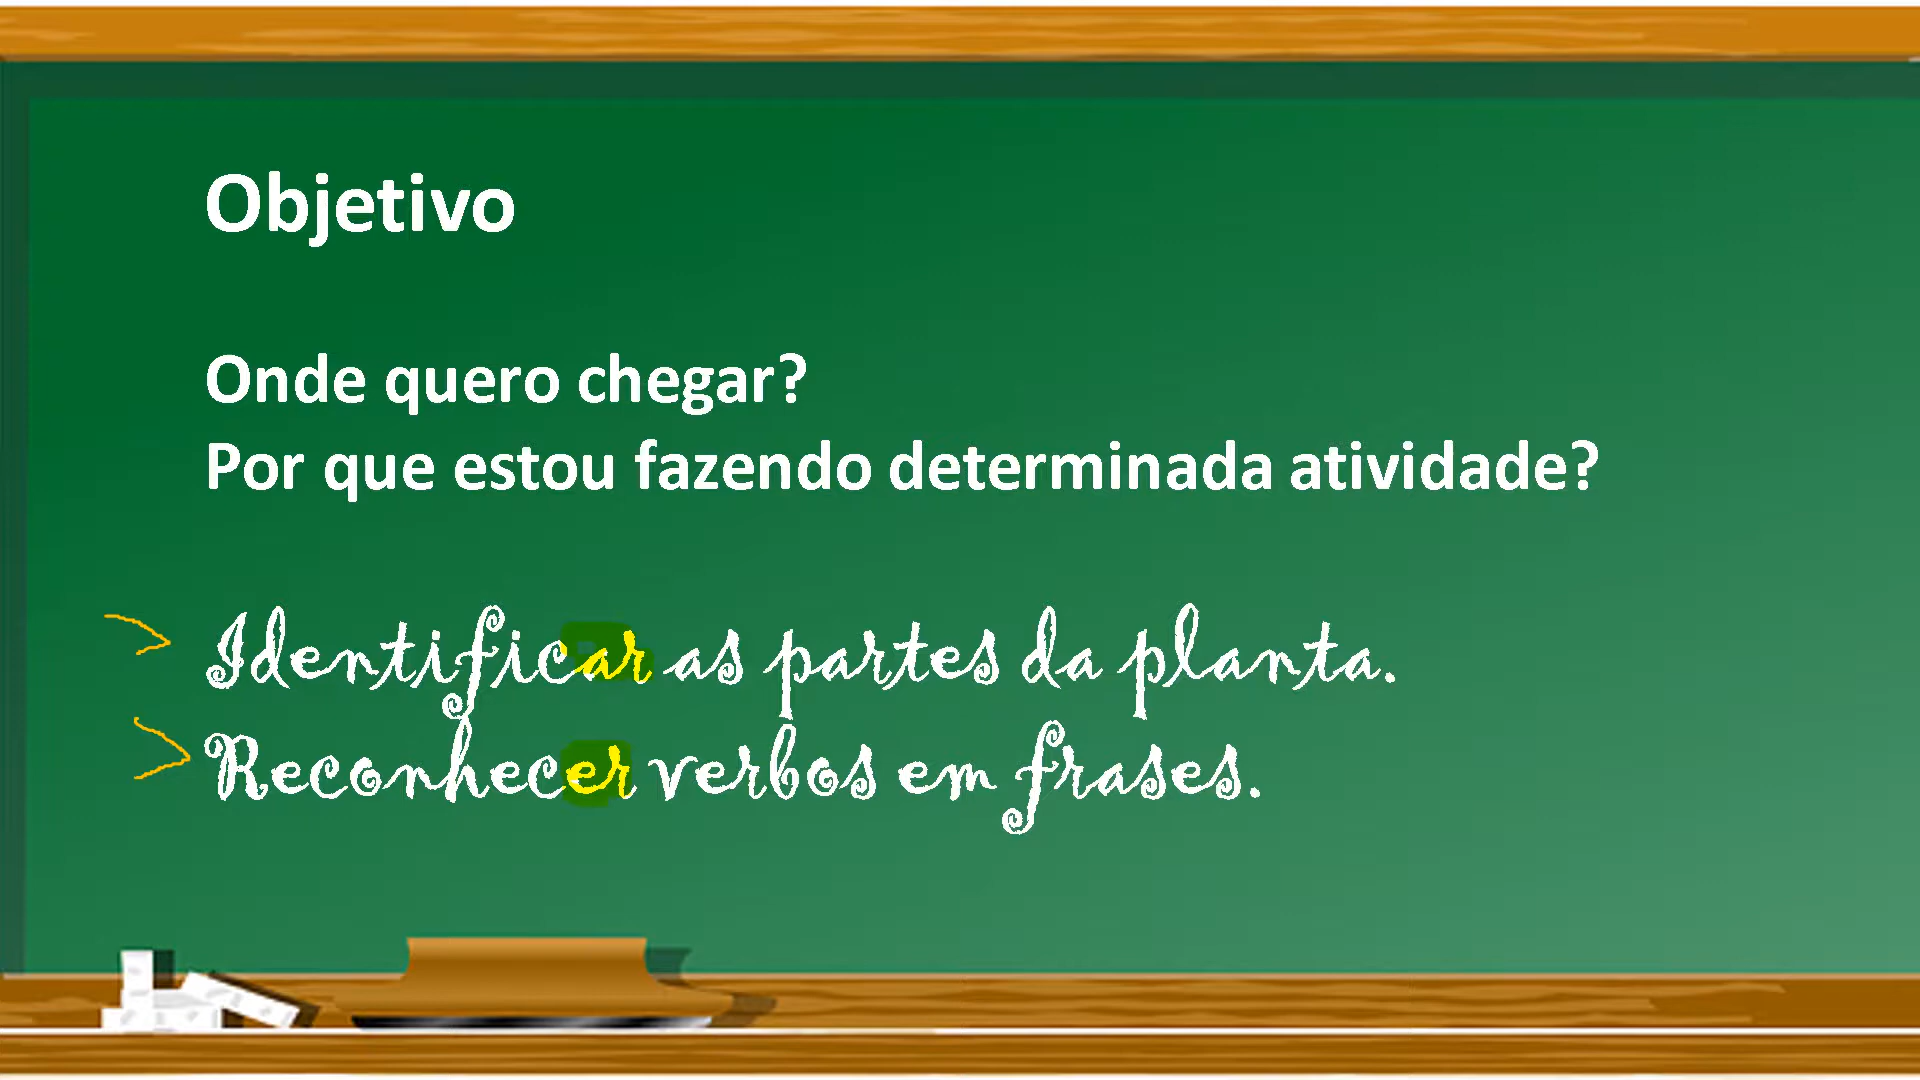 Objetivo
Onde quero chegar?
Por que estou fazendo determinada atividade?
Identificar as partes da planta.
Reconhecer verbos em frases.